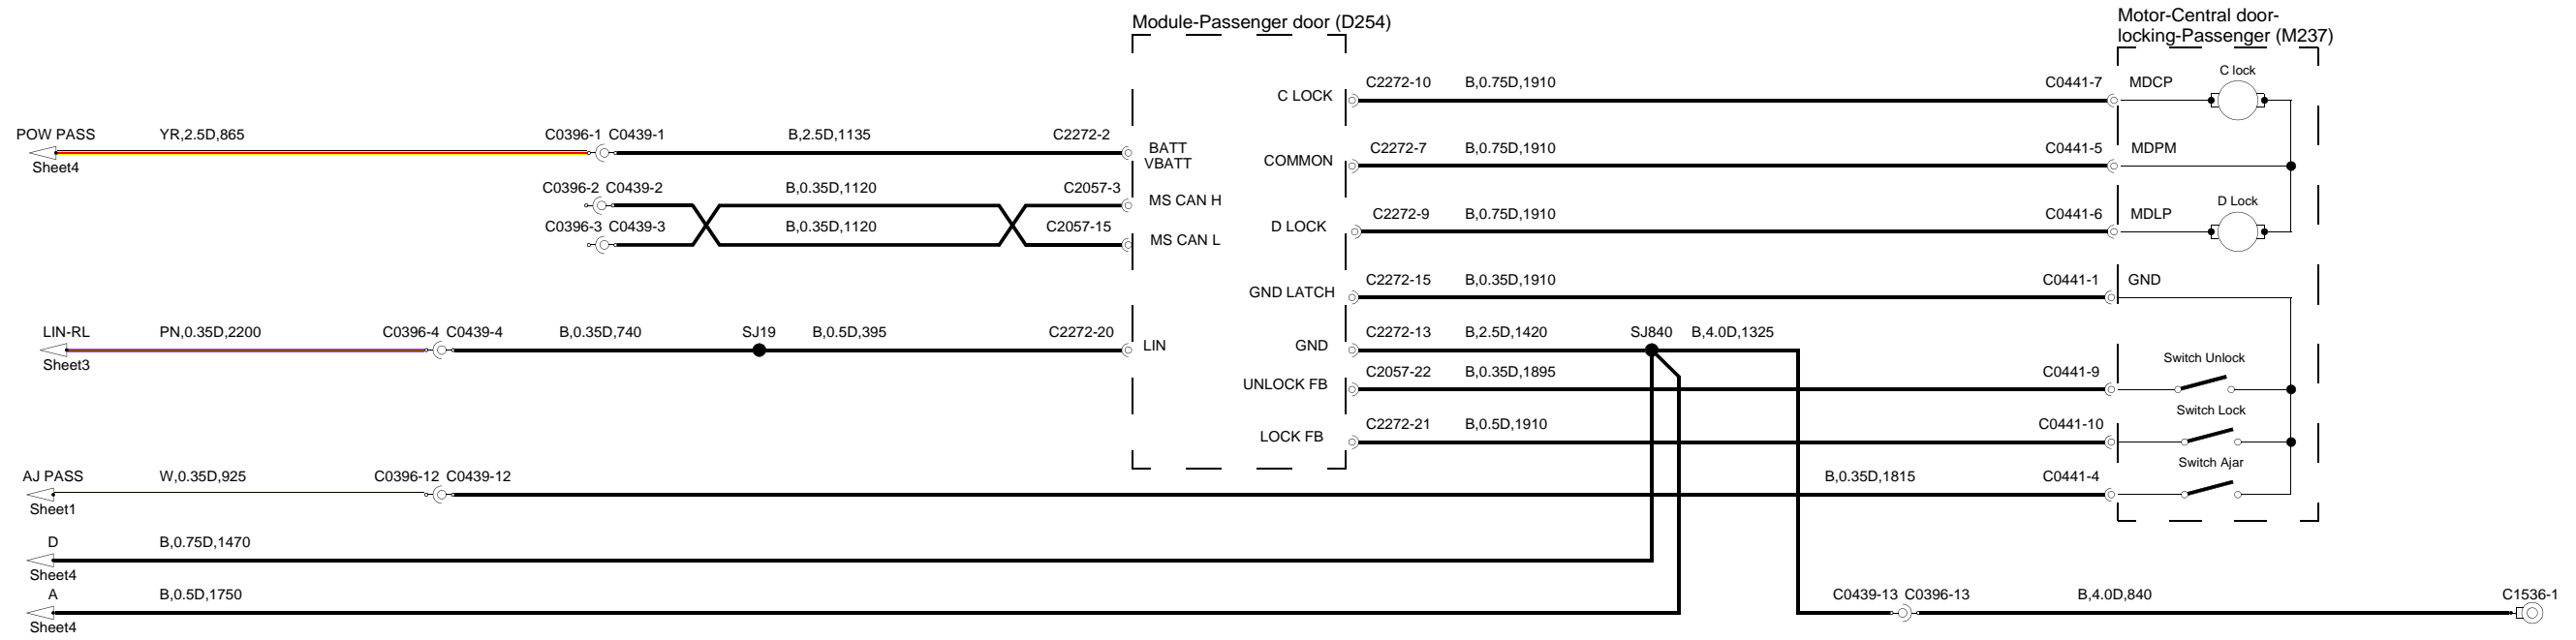 Module-Passenger door (D254)
Motor-Central door-
locking-Passenger (M237)
C lock
C LOCK
C2272-10 B,0.75D,1910
C0441-7 MDCP
POW PASS YR,2.5D,865 C0396-1 C0439-1 B,2.5D,1135 C2272-2
Sheet4
BATT
VBATT
COMMON
C2272-7 B,0.75D,1910
C0441-5 MDPM
C0396-2 C0439-2 B,0.35D,1120 C2057-3
MS CAN H
D Lock
D LOCK
C2272-9 B,0.75D,1910
C0441-6 MDLP
C0396-3 C0439-3 B,0.35D,1120 C2057-15
MS CAN L
GND LATCH
C2272-15 B,0.35D,1910
C0441-1 GND
LIN-RL PN,0.35D,2200 C0396-4 C0439-4 B,0.35D,740 SJ19 B,0.5D,395 C2272-20
Sheet3
LIN
GND
C2272-13 B,2.5D,1420 SJ840 B,4.0D,1325
Switch Unlock
UNLOCK FB
C2057-22 B,0.35D,1895
C0441-9
Switch Lock
LOCK FB
C2272-21 B,0.5D,1910
C0441-10
Switch Ajar
AJ PASS W,0.35D,925 C0396-12 C0439-12
B,0.35D,1815 C0441-4
Sheet1
D B,0.75D,1470
Sheet4
A B,0.5D,1750
Sheet4
C0439-13 C0396-13 B,4.0D,840 C1536-1